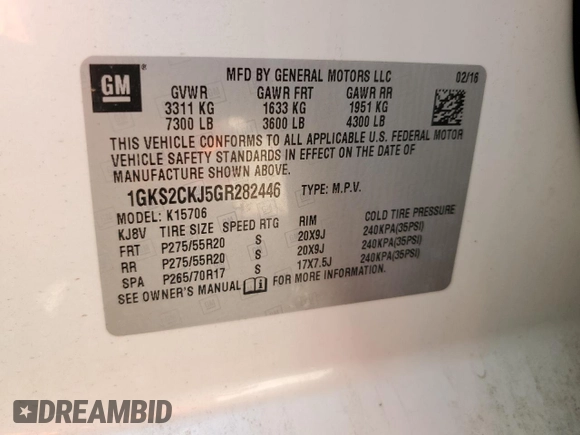 GM
MFD BY GENERAL MOTORS LLC 02/16
GVWR GAWR FRT GAWR RR
3311 KG 1633 KG 1951 KG
7300 LB 3600 LB 4300 LB
THIS VEHICLE CONFORMS TO ALL APPLICABLE U.S. FEDERAL MOTOR
VEHICLE SAFETY STANDARDS IN EFFECT ON THE DATE OF
MANUFACTURE SHOWN ABOVE.
1GKS2CKJ5GR282446 TYPE: M.P.V.
MODEL: K15706
KJ8V TIRE SIZE SPEED RTG RIM COLD TIRE PRESSURE
FRT P275/55R20 S 20X9J 240KPA(35PSI)
RR P275/55R20 S 20X9J 240KPA(35PSI)
SPA P265/70R17 S 17X7.5J 240KPA(35PSI)
SEE OWNER'S MANUAL FOR MORE INFORMATION.
DREAMBID